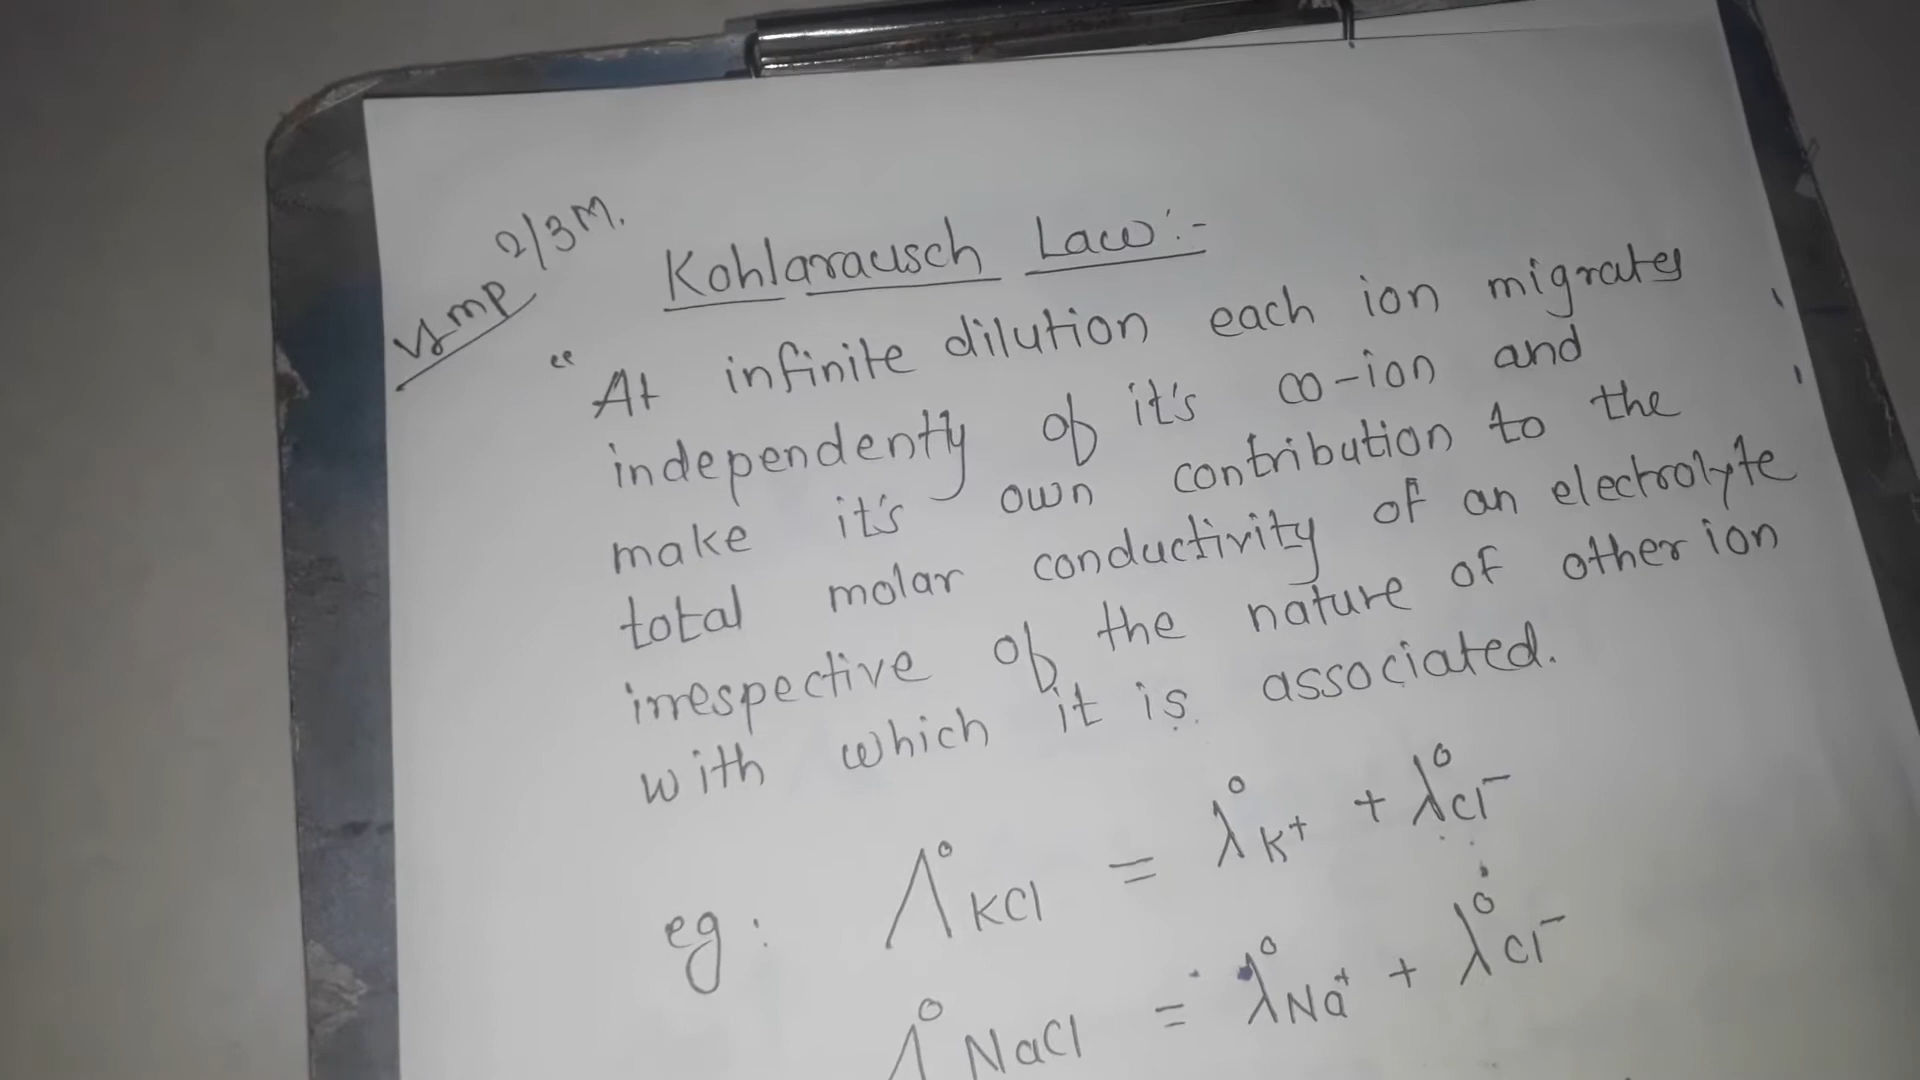 Vimp 2/3M.
Kohlarausch Law:-
“At infinite dilution each ion migrates
independently of it's co-ion and
make it's own contribution to the
total molar conductivity of an electrolyte
irrespective of the nature of other ion
with which it is associated.
eg: Λ°KCl = λ°K+ + λ°Cl-
Λ°NaCl = λ°Na+ + λ°Cl-